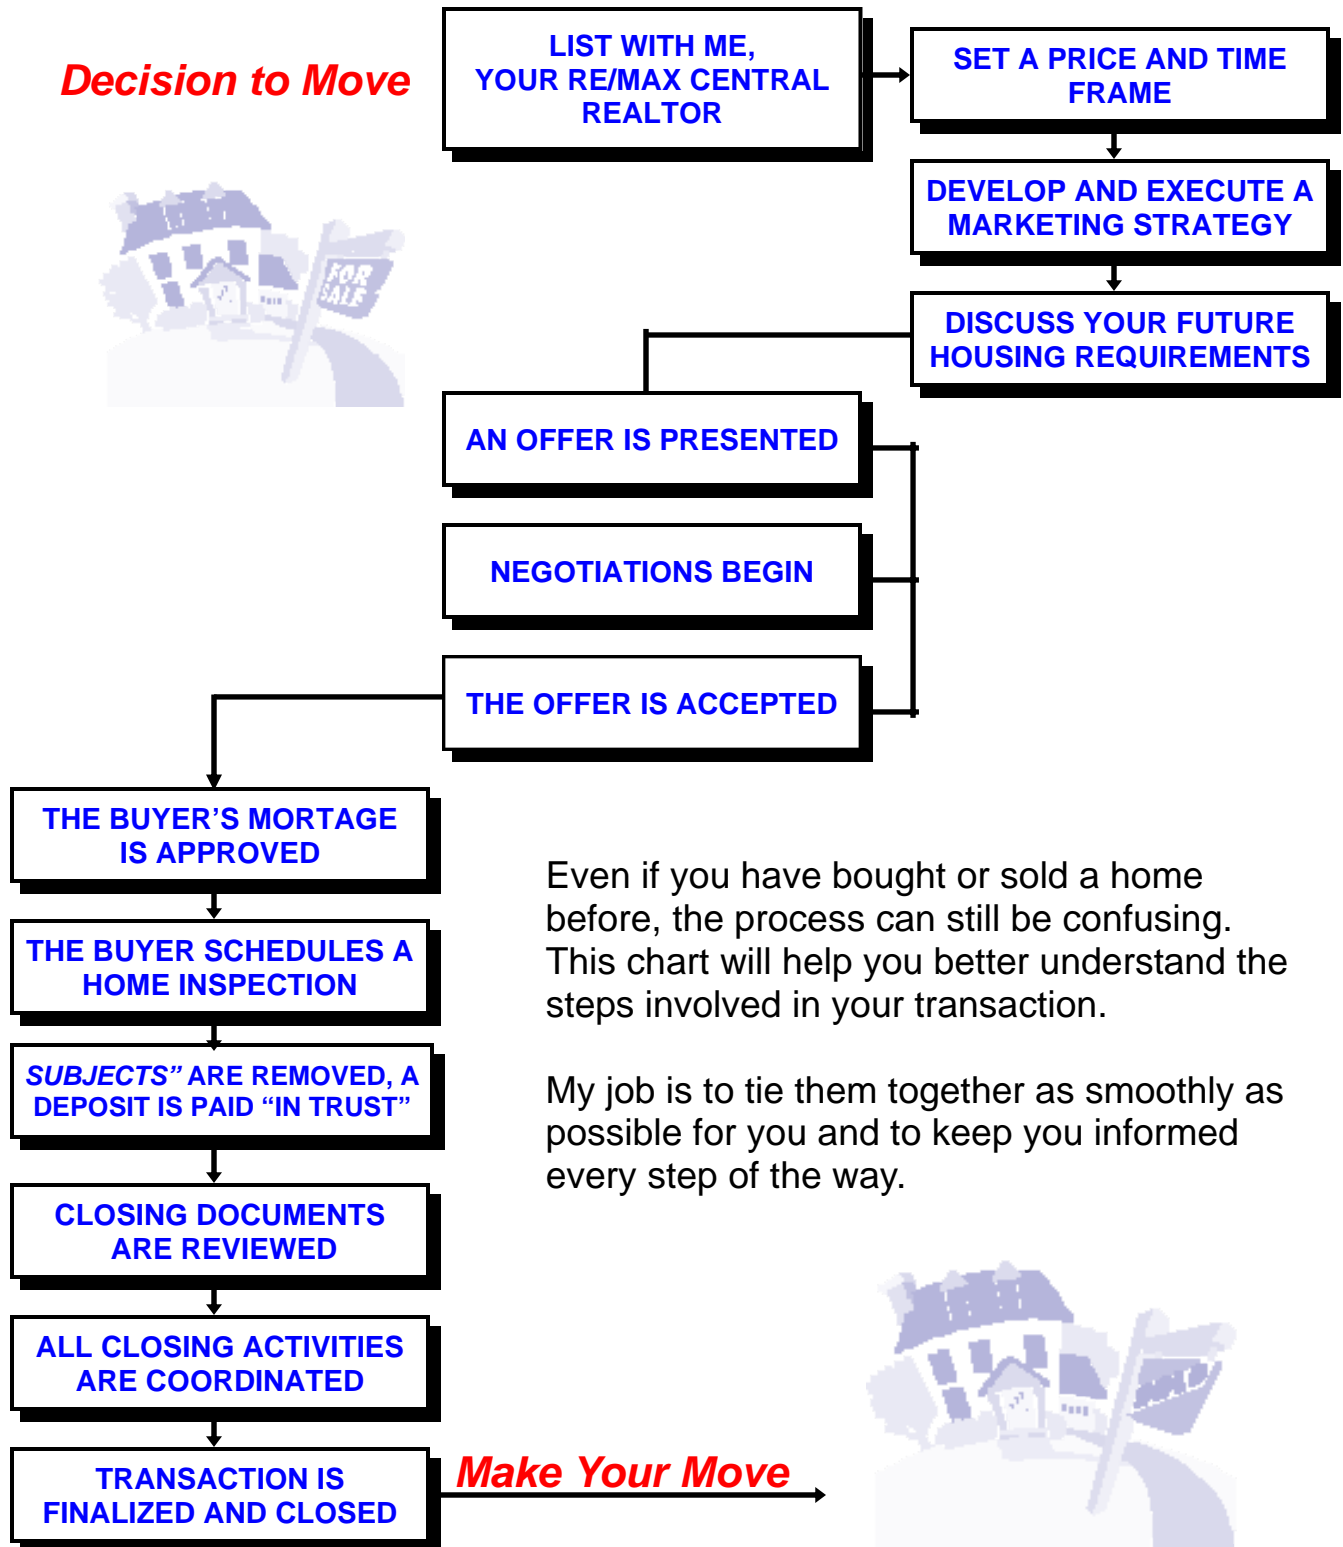 Decision to Move
LIST WITH ME,
YOUR RE/MAX CENTRAL
REALTOR
SET A PRICE AND TIME
FRAME
DEVELOP AND EXECUTE A
MARKETING STRATEGY
FOR
SALE
DISCUSS YOUR FUTURE
HOUSING REQUIREMENTS
AN OFFER IS PRESENTED
NEGOTIATIONS BEGIN
THE OFFER IS ACCEPTED
THE BUYER’S MORTAGE
IS APPROVED
THE BUYER SCHEDULES A
HOME INSPECTION
SUBJECTS” ARE REMOVED, A
DEPOSIT IS PAID “IN TRUST”
CLOSING DOCUMENTS
ARE REVIEWED
ALL CLOSING ACTIVITIES
ARE COORDINATED
TRANSACTION IS
FINALIZED AND CLOSED
Even if you have bought or sold a home
before, the process can still be confusing.
This chart will help you better understand the
steps involved in your transaction.
My job is to tie them together as smoothly as
possible for you and to keep you informed
every step of the way.
Make Your Move